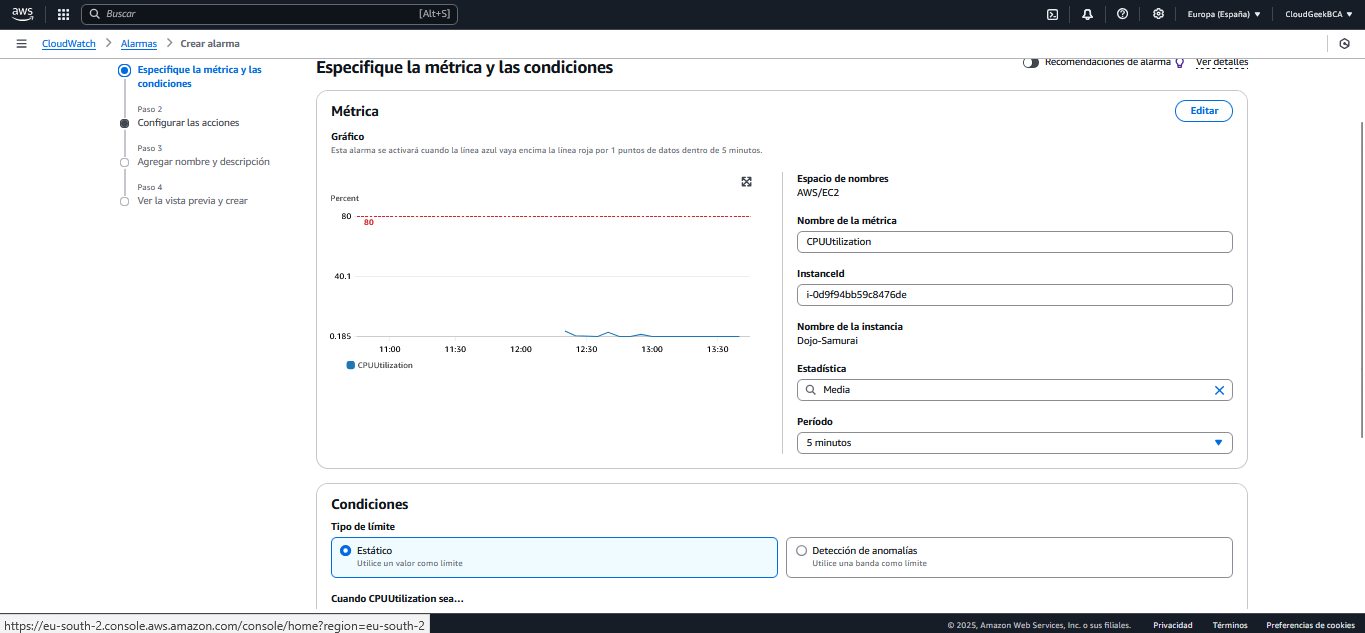 aws
Buscar
[Alt+S]
Europa (España)
CloudGeekBCA
CloudWatch
Alarmas
Crear alarma
Especifique la métrica y las
condiciones
Paso 2
Configurar las acciones
Paso 3
Agregar nombre y descripción
Paso 4
Ver la vista previa y crear
Especifique la métrica y las condiciones
Recomendaciones de alarma
Ver detalles
Métrica
Editar
Gráfico
Esta alarma se activará cuando la línea azul vaya encima la línea roja por 1 puntos de datos dentro de 5 minutos.
Percent
80
80
40.1
0.185
11:00
11:30
12:00
12:30
13:00
13:30
CPUUtilization
Espacio de nombres
AWS/EC2
Nombre de la métrica
CPUUtilization
InstanceId
i-0d9f94bb59c8476de
Nombre de la instancia
Dojo-Samurai
Estadística
Media
Período
5 minutos
Condiciones
Tipo de límite
Estático
Utilice un valor como límite
Detección de anomalías
Utilice una banda como límite
Cuando CPUUtilization sea...
https://eu-south-2.console.aws.amazon.com/console/home?region=eu-south-2
© 2025, Amazon Web Services, Inc. o sus filiales.
Privacidad
Términos
Preferencias de cookies